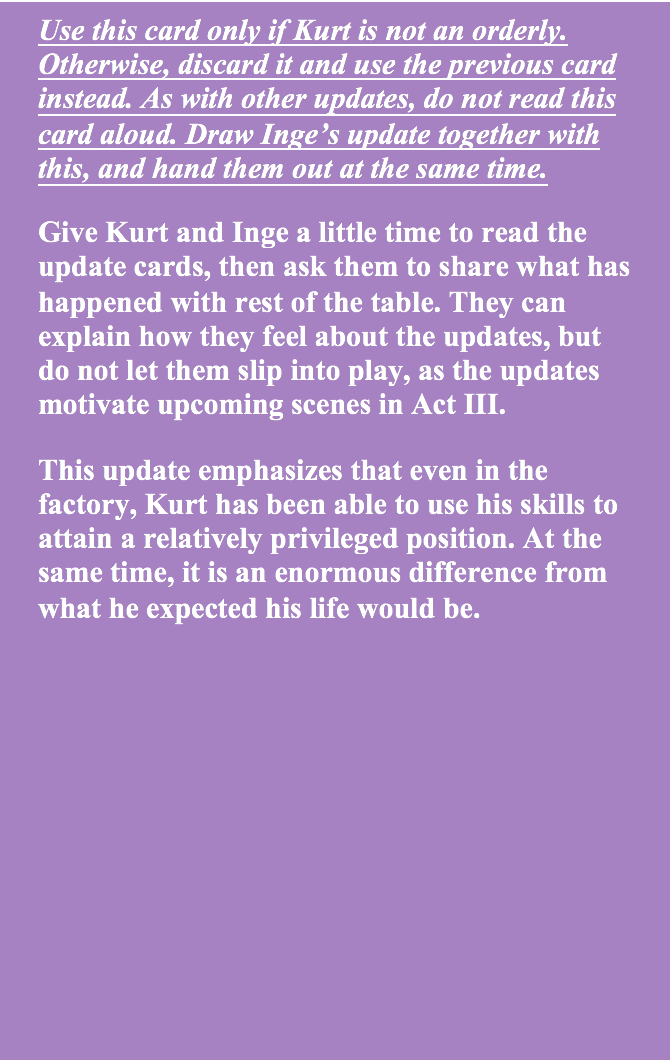 Use this card only if Kurt is not an orderly.
Otherwise, discard it and use the previous card
instead. As with other updates, do not read this
card aloud. Draw Inge’s update together with
this, and hand them out at the same time.
Give Kurt and Inge a little time to read the
update cards, then ask them to share what has
happened with rest of the table. They can
explain how they feel about the updates, but
do not let them slip into play, as the updates
motivate upcoming scenes in Act III.
This update emphasizes that even in the
factory, Kurt has been able to use his skills to
attain a relatively privileged position. At the
same time, it is an enormous difference from
what he expected his life would be.